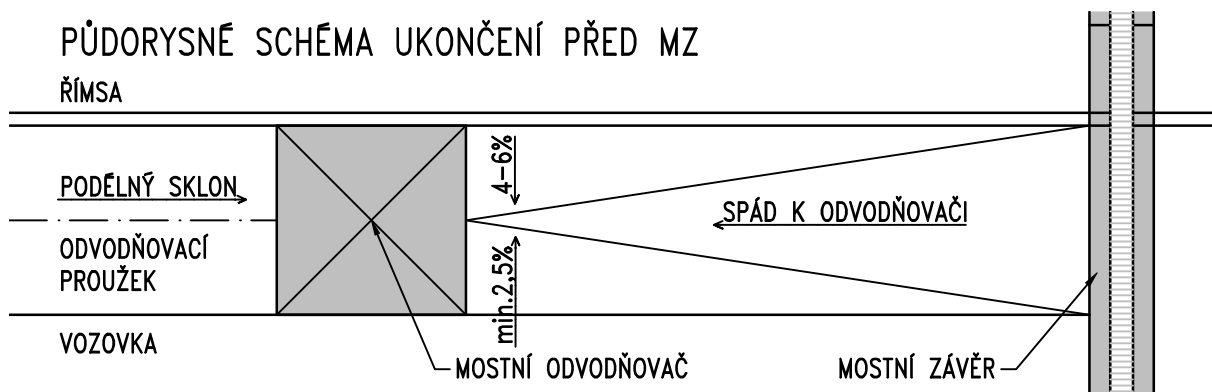 PŮDORYSNÉ SCHÉMA UKONČENÍ PŘED MZ
ŘÍMSA
4-6%
PODÉLNÝ SKLON
SPÁD K ODVODŇOVAČI
ODVODŇOVACÍ
PROUŽEK
min.2,5%
VOZOVKA
MOSTNÍ ODVODŇOVAČ
MOSTNÍ ZÁVĚR